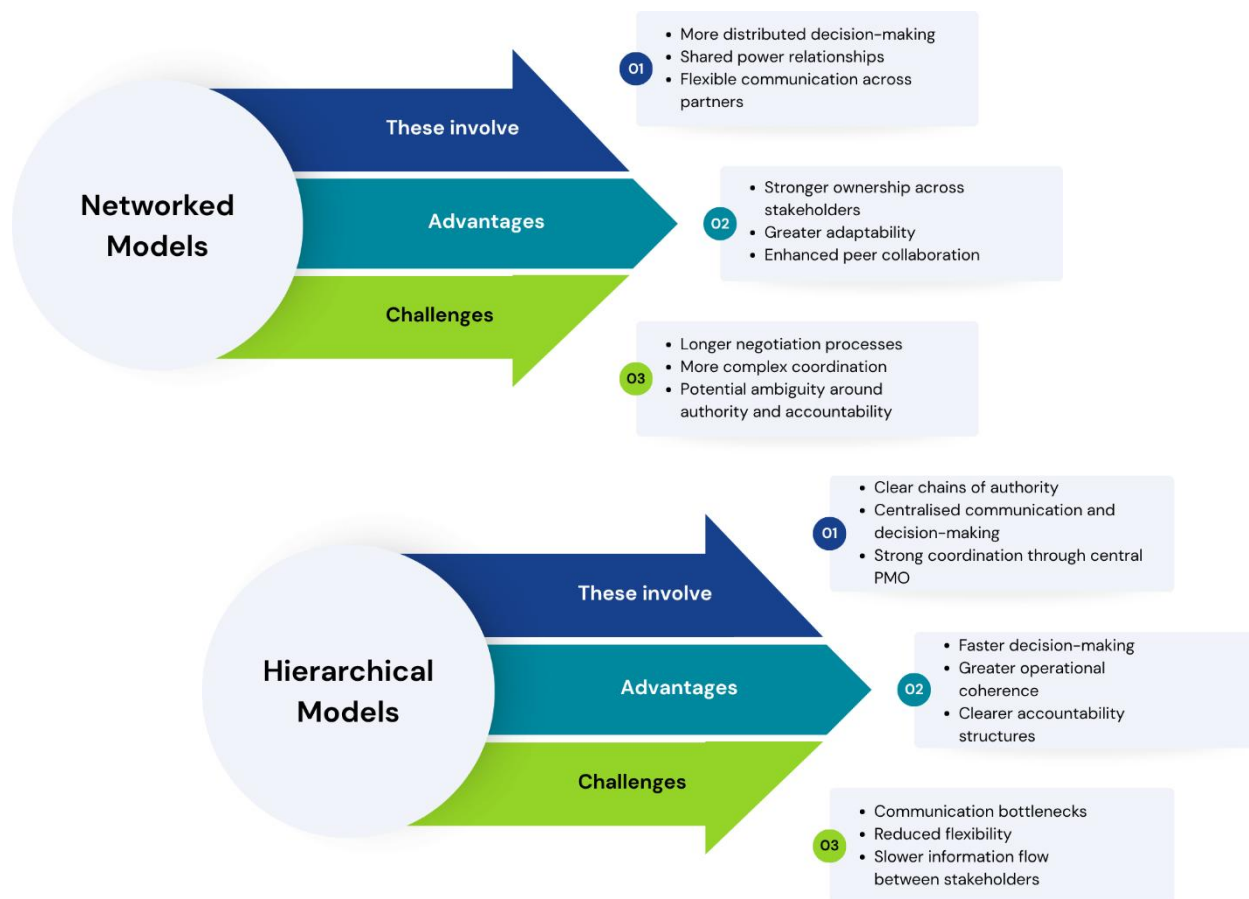 Networked
Models
These involve
01
• More distributed decision-making
• Shared power relationships
• Flexible communication across
partners
Advantages
02
• Stronger ownership across
stakeholders
• Greater adaptability
• Enhanced peer collaboration
Challenges
03
• Longer negotiation processes
• More complex coordination
• Potential ambiguity around
authority and accountability
Hierarchical
Models
These involve
01
• Clear chains of authority
• Centralised communication and
decision-making
• Strong coordination through central
PMO
Advantages
02
• Faster decision-making
• Greater operational
coherence
• Clearer accountability
structures
Challenges
03
• Communication bottlenecks
• Reduced flexibility
• Slower information flow
between stakeholders